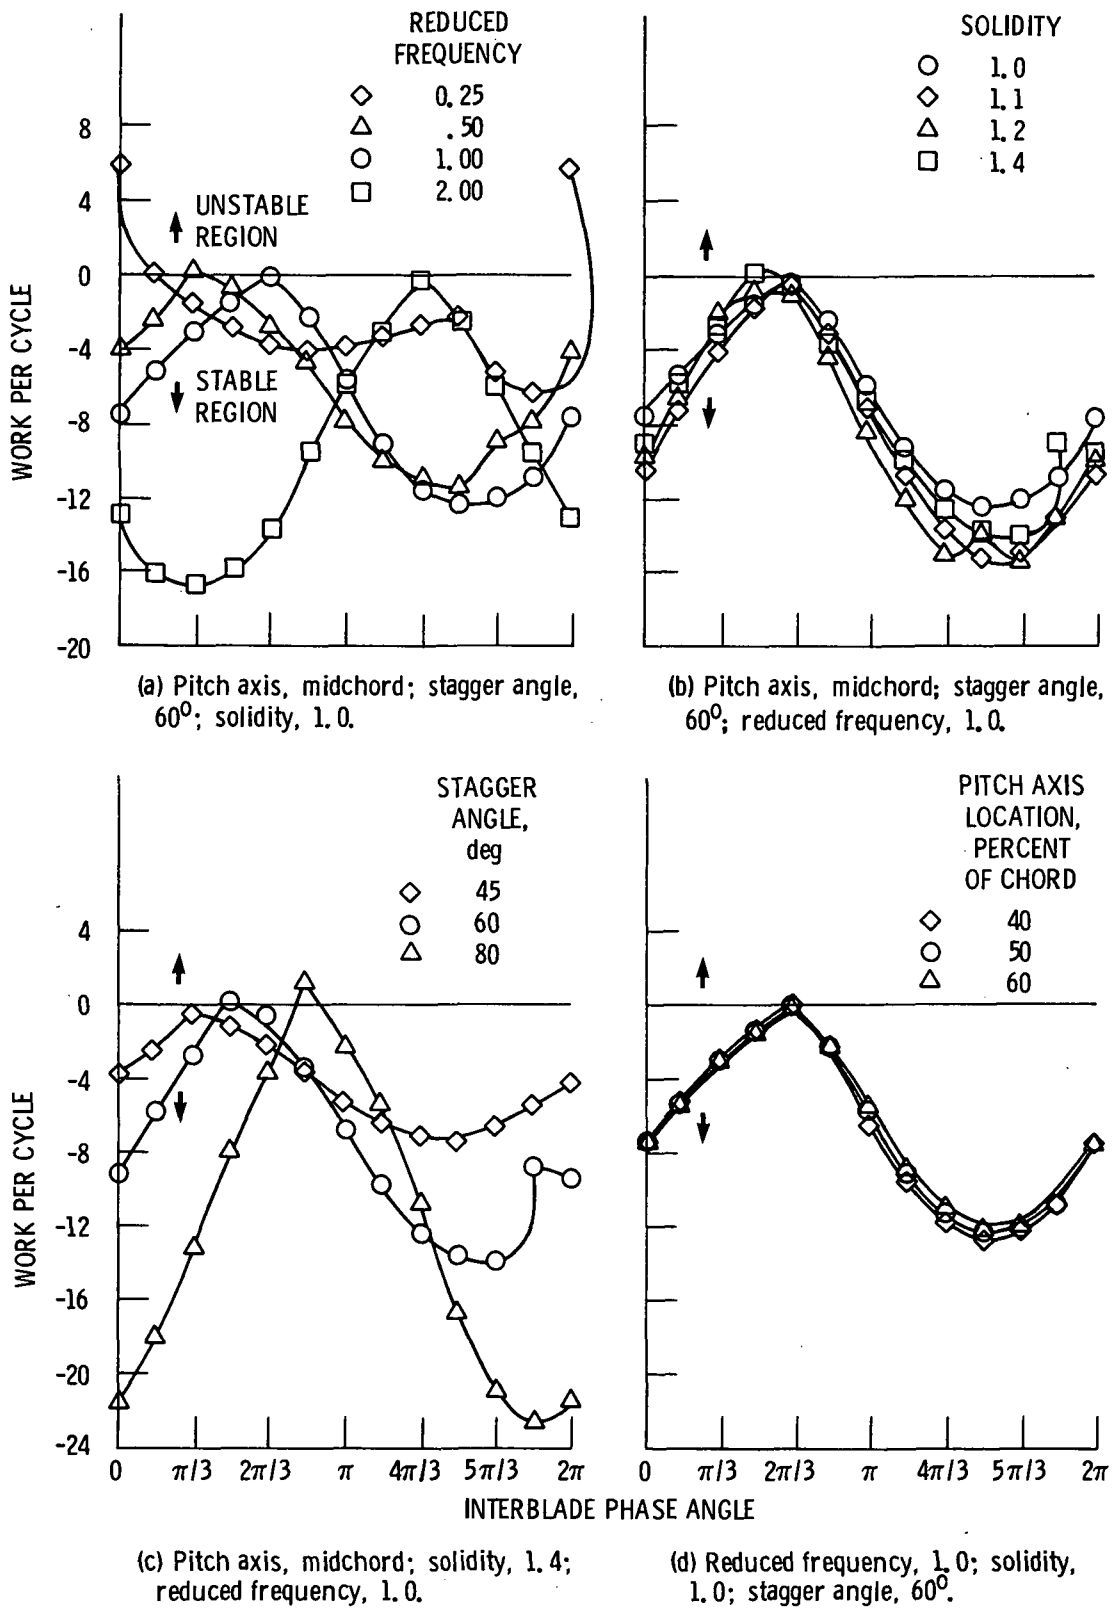 REDUCED
FREQUENCY
0.25
.50
1.00
2.00
8
4
0
-4
-8
-12
-16
-20
UNSTABLE
REGION
STABLE
REGION
WORK PER CYCLE
(a) Pitch axis, midchord; stagger angle,
60⁰; solidity, 1.0.
SOLIDITY
1.0
1.1
1.2
1.4
(b) Pitch axis, midchord; stagger angle,
60⁰; reduced frequency, 1.0.
STAGGER
ANGLE,
deg
45
60
80
4
0
-4
-8
-12
-16
-20
-24
WORK PER CYCLE
0 π/3 2π/3 π 4π/3 5π/3 2π
PITCH AXIS
LOCATION,
PERCENT
OF CHORD
40
50
60
0 π/3 2π/3 π 4π/3 5π/3 2π
INTERBLADE PHASE ANGLE
(c) Pitch axis, midchord; solidity, 1.4;
reduced frequency, 1.0.
(d) Reduced frequency, 1.0; solidity,
1.0; stagger angle, 60⁰.